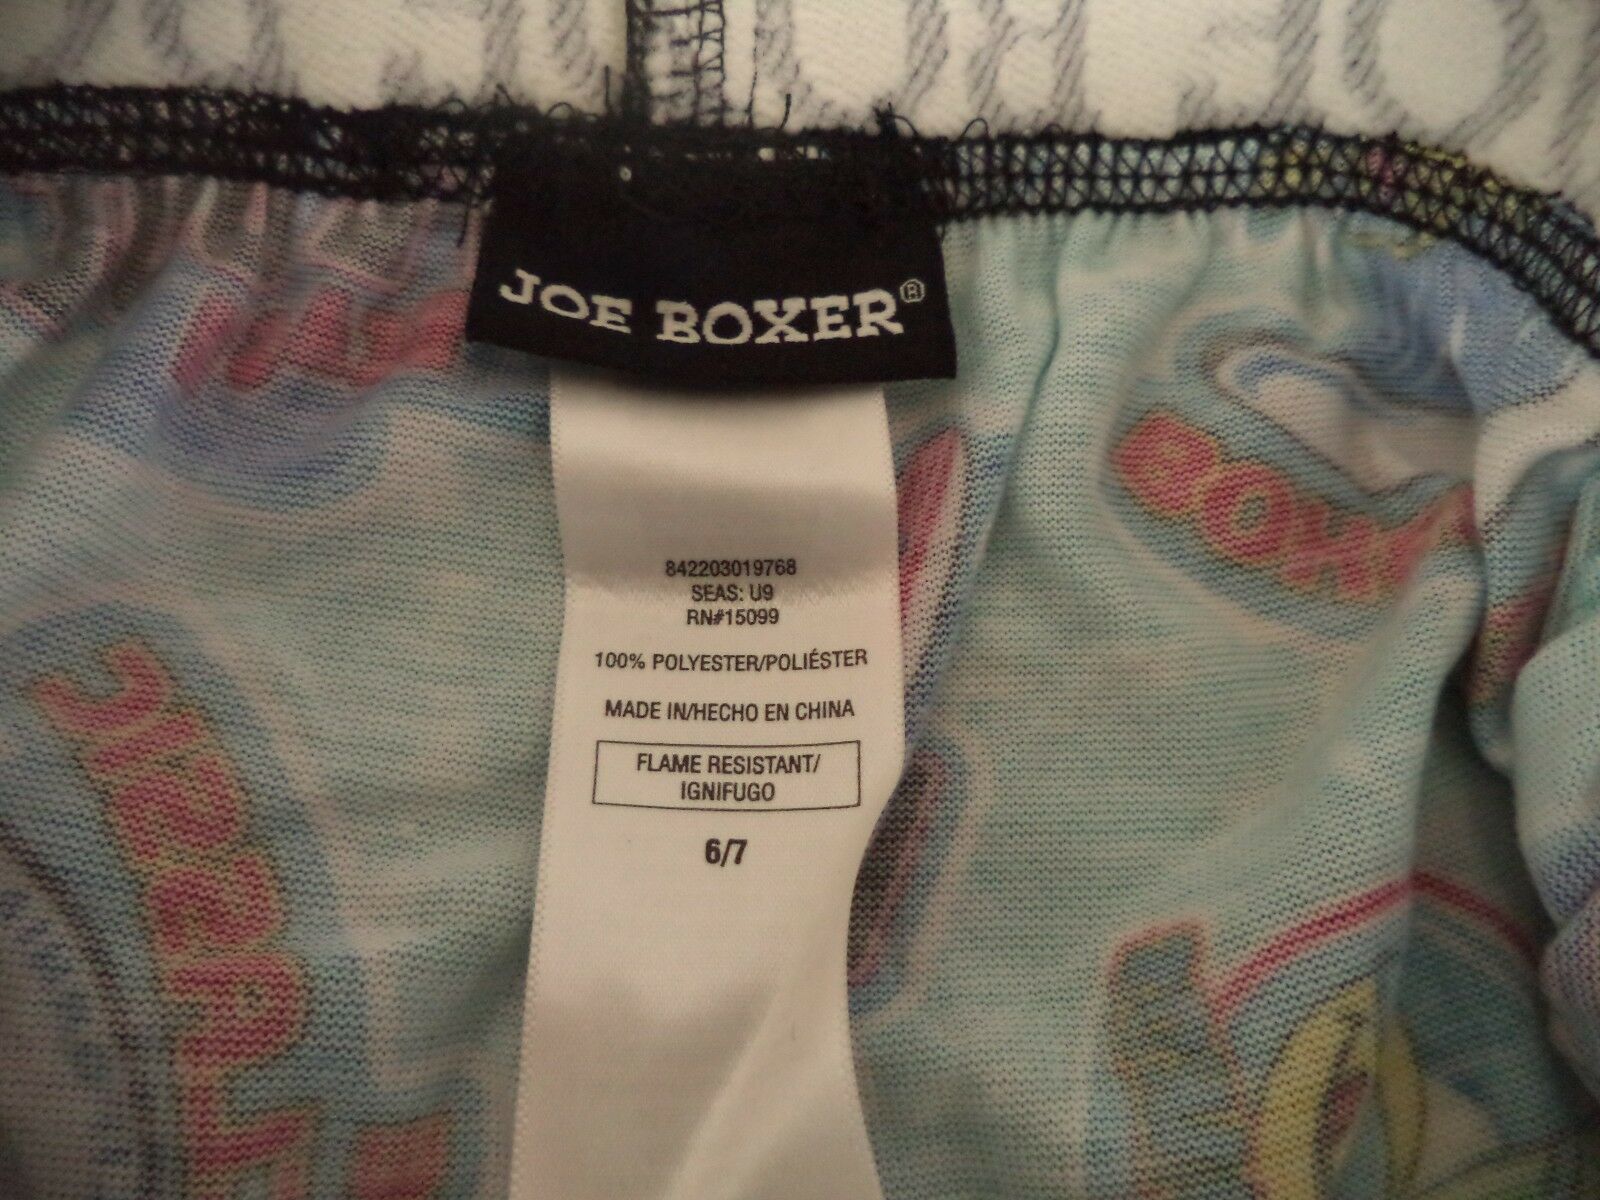 JOE BOXER®
842203019768
SEAS: U9
RN#15099
100% POLYESTER/POLIÉSTER
MADE IN/HECHO EN CHINA
FLAME RESISTANT/
IGNIFUGO
6/7